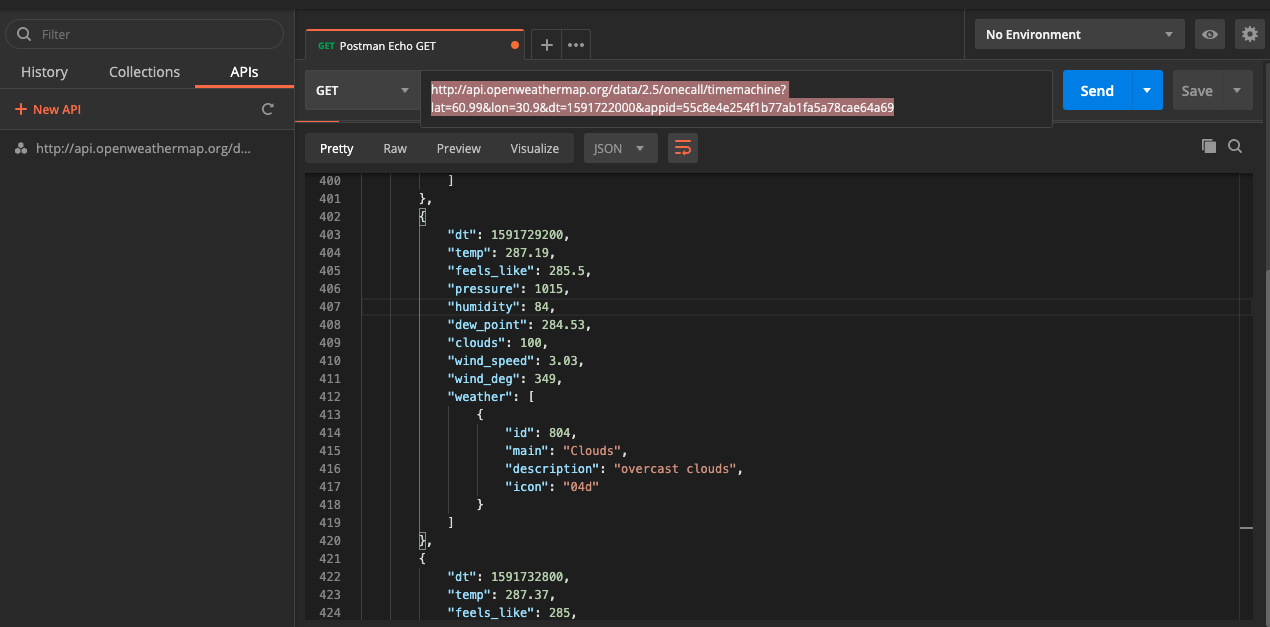 Filter
GET Postman Echo GET
No Environment
History Collections APIs
GET
http://api.openweathermap.org/data/2.5/onecall/timemachine?
lat=60.99&lon=30.9&dt=1591722000&appid=55c8e4e254f1b77ab1fa5a78cae64a69
Send Save
New API
http://api.openweathermap.org/d...
Pretty Raw Preview Visualize JSON
400 ]
401 },
402 {
403 "dt": 1591729200,
404 "temp": 287.19,
405 "feels_like": 285.5,
406 "pressure": 1015,
407 "humidity": 84,
408 "dew_point": 284.53,
409 "clouds": 100,
410 "wind_speed": 3.03,
411 "wind_deg": 349,
412 "weather": [
413 {
414 "id": 804,
415 "main": "Clouds",
416 "description": "overcast clouds",
417 "icon": "04d"
418 }
419 ]
420 },
421 {
422 "dt": 1591732800,
423 "temp": 287.37,
424 "feels_like": 285,